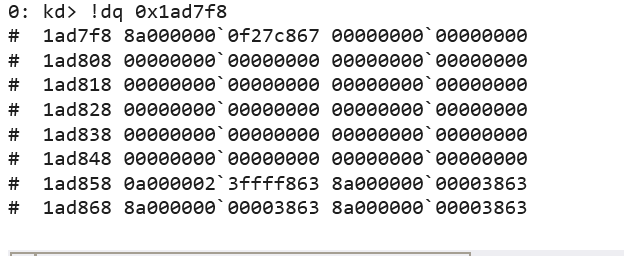 0: kd> !dq 0x1ad7f8
#  1ad7f8 8a000000`0f27c867 00000000`00000000
#  1ad808 00000000`00000000 00000000`00000000
#  1ad818 00000000`00000000 00000000`00000000
#  1ad828 00000000`00000000 00000000`00000000
#  1ad838 00000000`00000000 00000000`00000000
#  1ad848 00000000`00000000 00000000`00000000
#  1ad858 0a000002`3ffff863 8a000000`00003863
#  1ad868 8a000000`00003863 8a000000`00003863